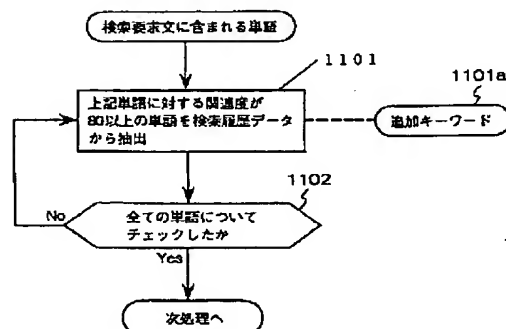 検索要求文に含まれる単語
1101
1101a
上記単語に対する関連度が
80以上の単語を検索履歴データ
から抽出
追加キーワード
1102
No
全ての単語について
チェックしたか
Yes
次処理へ